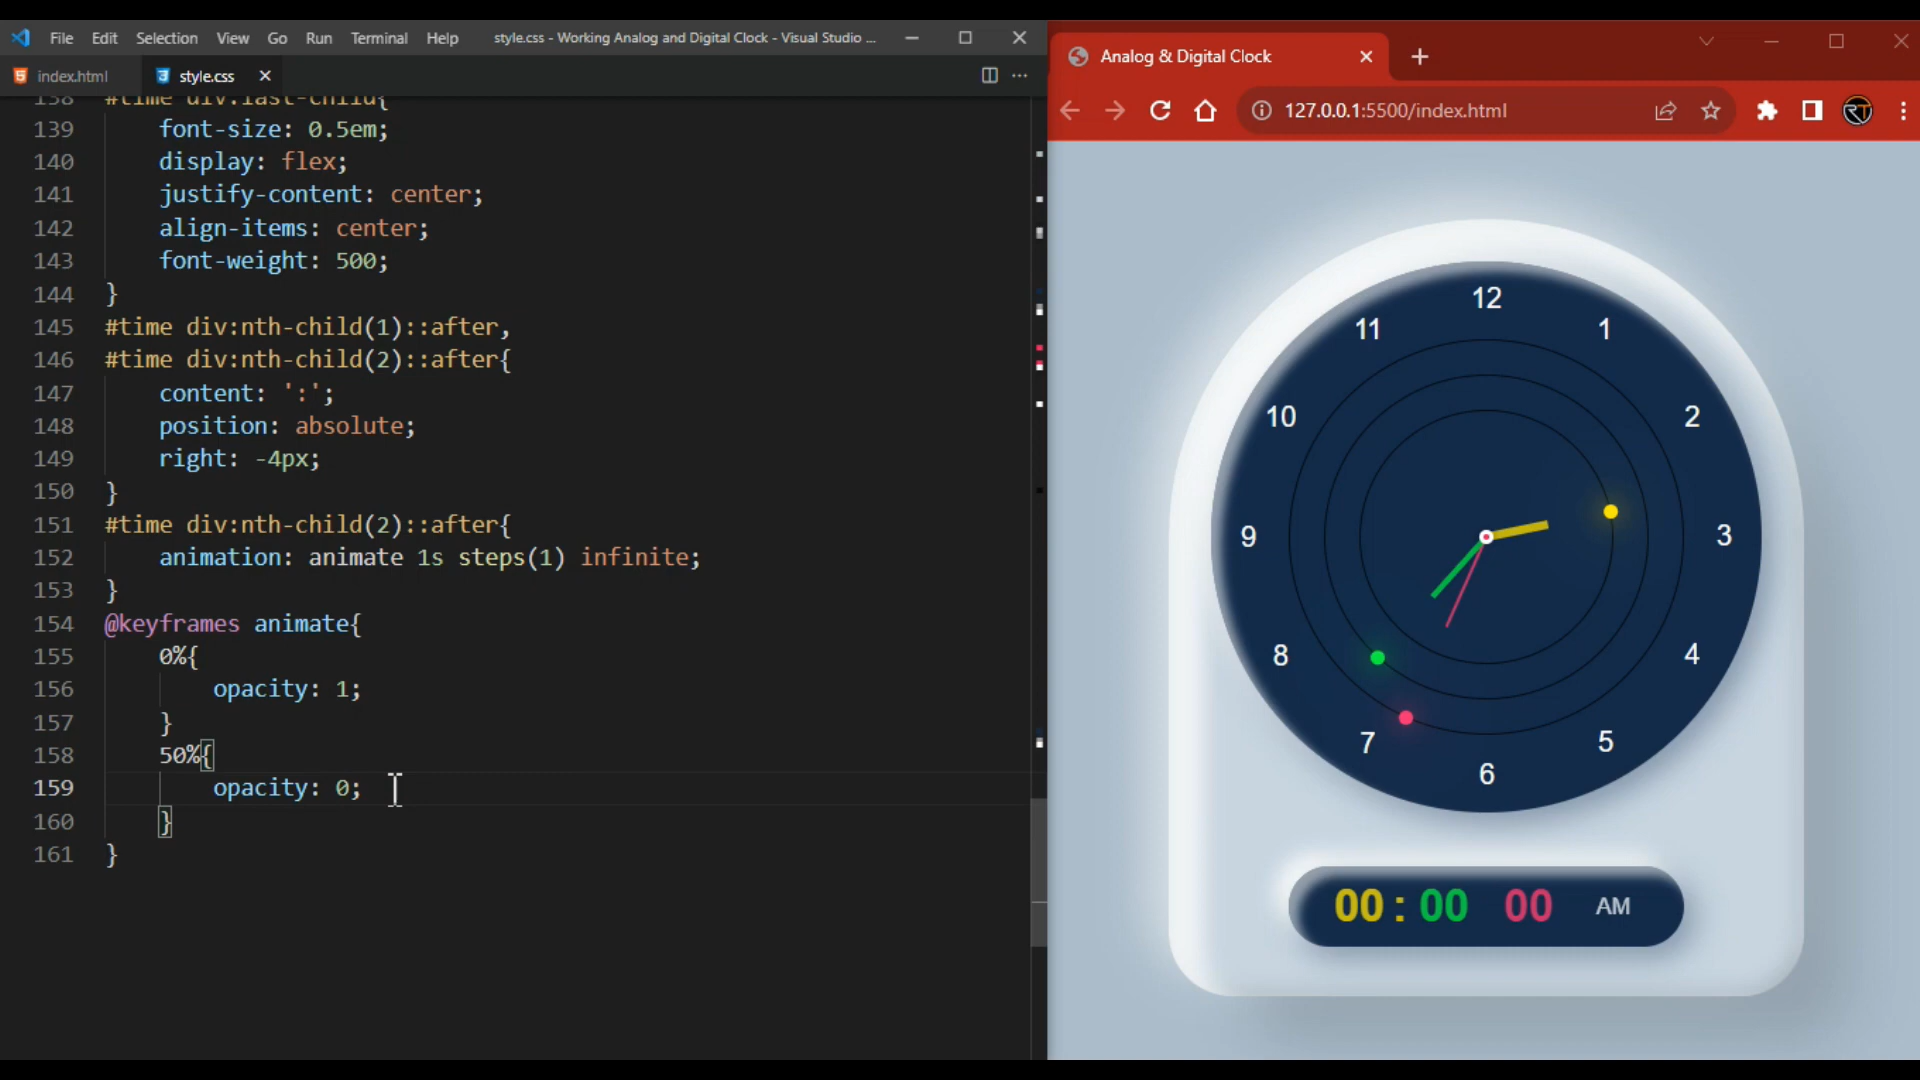 File Edit Selection View Go Run Terminal Help style.css - Working Analog and Digital Clock - Visual Studio ...
index.html style.css
138 #time div:last-child{
139 font-size: 0.5em;
140 display: flex;
141 justify-content: center;
142 align-items: center;
143 font-weight: 500;
144 }
145 #time div:nth-child(1)::after,
146 #time div:nth-child(2)::after{
147 content: ':';
148 position: absolute;
149 right: -4px;
150 }
151 #time div:nth-child(2)::after{
152 animation: animate 1s steps(1) infinite;
153 }
154 @keyframes animate{
155 0%{
156 opacity: 1;
157 }
158 50%{
159 opacity: 0;
160 }
161 }
Analog & Digital Clock
127.0.0.1:5500/index.html
RT
12
11 1
10 2
9 3
8 4
7 5
6
00: 00 00 AM